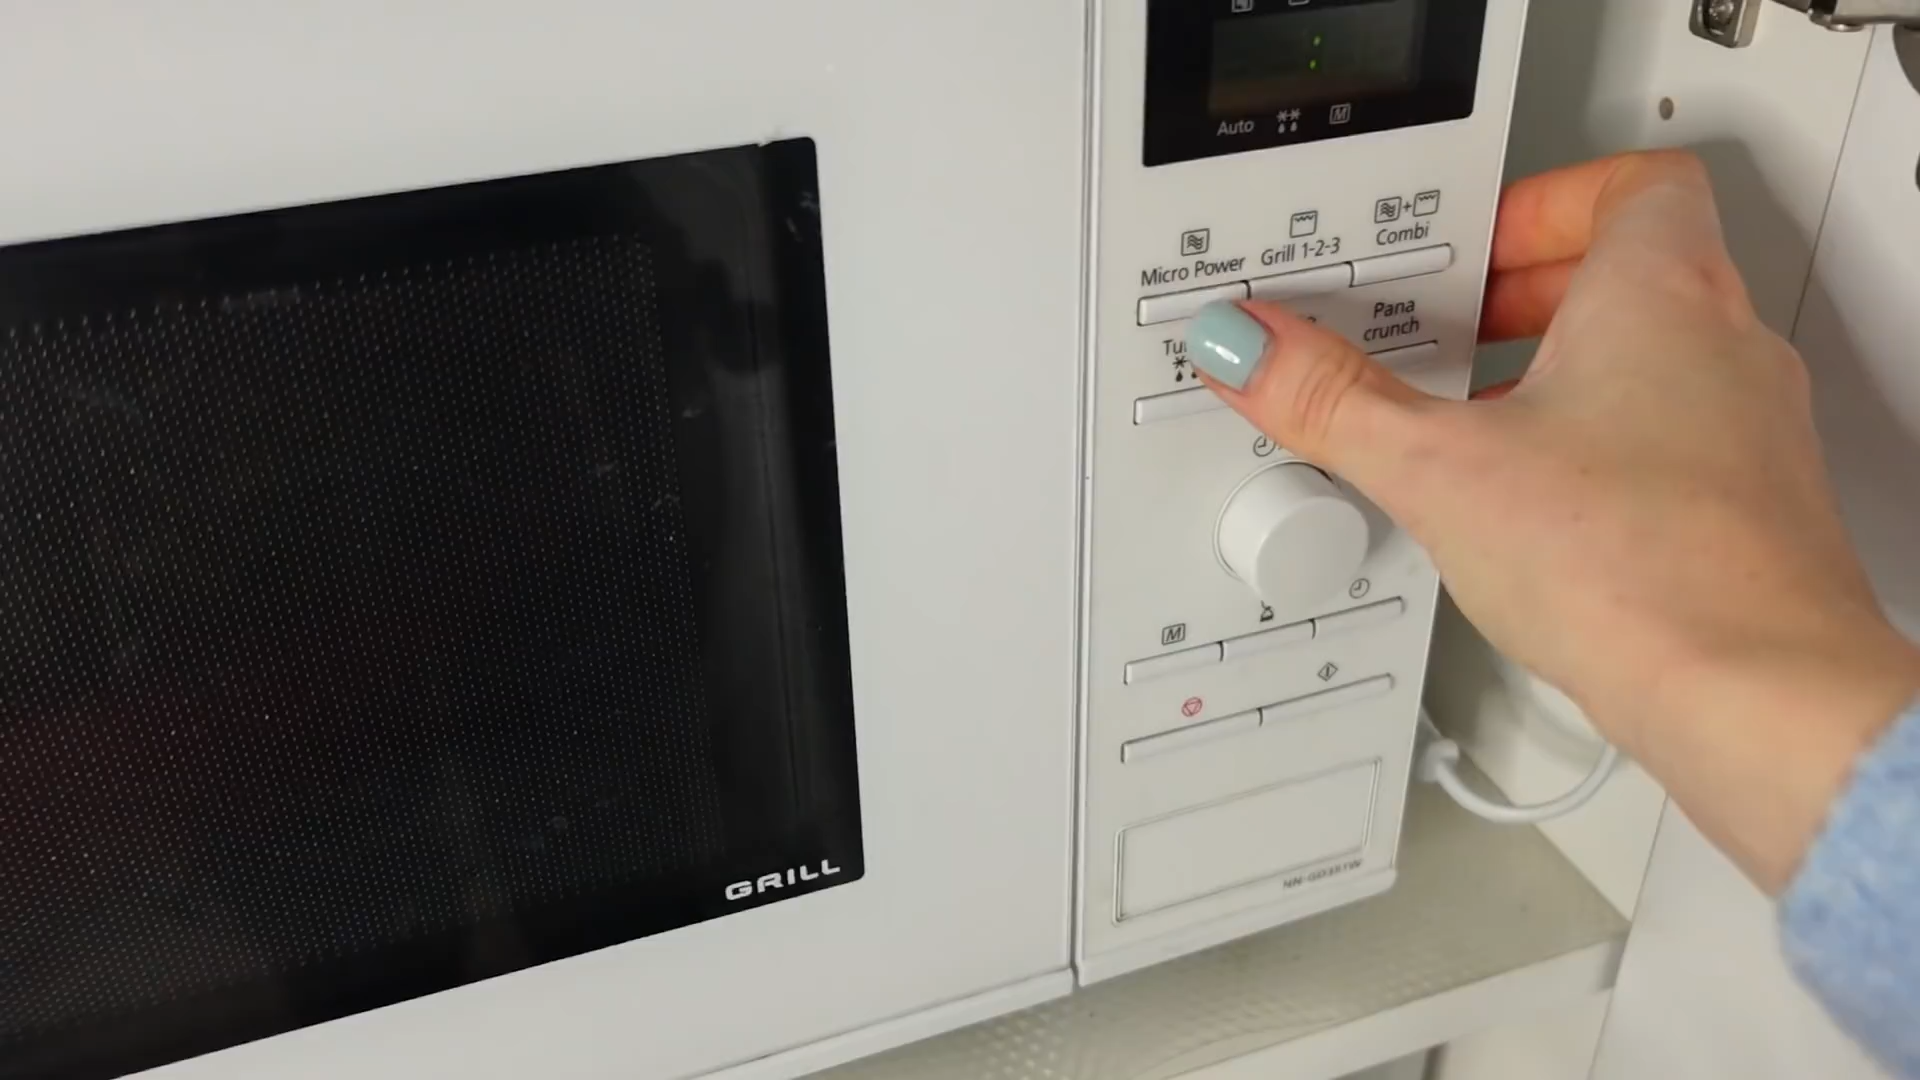 Auto
Micro Power
Grill 1-2-3
Combi
Pana
crunch
M
GRILL